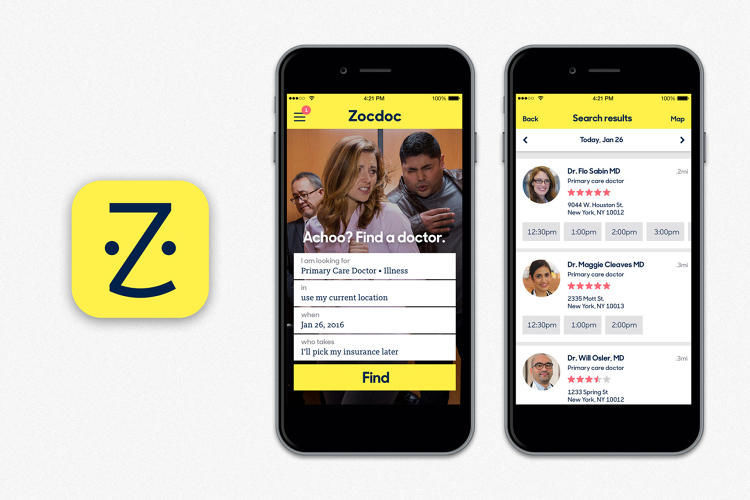 Z
4:21 PM
100%
1
Zocdoc
Achoo? Find a doctor.
I am looking for
Primary Care Doctor • Illness
in
use my current location
when
Jan 26, 2016
who takes
I'll pick my insurance later
Find
4:21 PM
100%
Back
Search results
Map
Today, Jan 26
Dr. Flo Sabin MD
.2mi
Primary care doctor
9044 W. Houston St.
New York, NY 10012
12:30pm
1:00pm
2:00pm
3:00pm
Dr. Maggie Cleaves MD
.3mi
Primary care doctor
2335 Mott St.
New York, NY 10013
12:30pm
1:00pm
2:00pm
Dr. Will Osler, MD
.3mi
Primary care doctor
1233 Spring St
New York, NY 10012